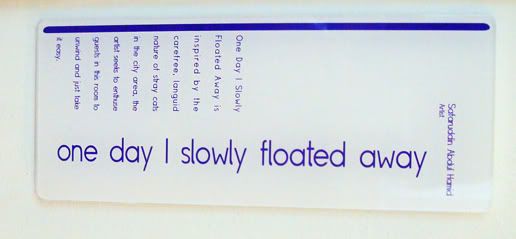 one day I slowly floated away
Safaruddin Abdul Hamid
Artist
One Day I Slowly
Floated Away is
inspired by the
carefree, languid
nature of stray cats
in the city area, the
artist seeks to enthuse
guests in this room to
unwind and just take
it easy.